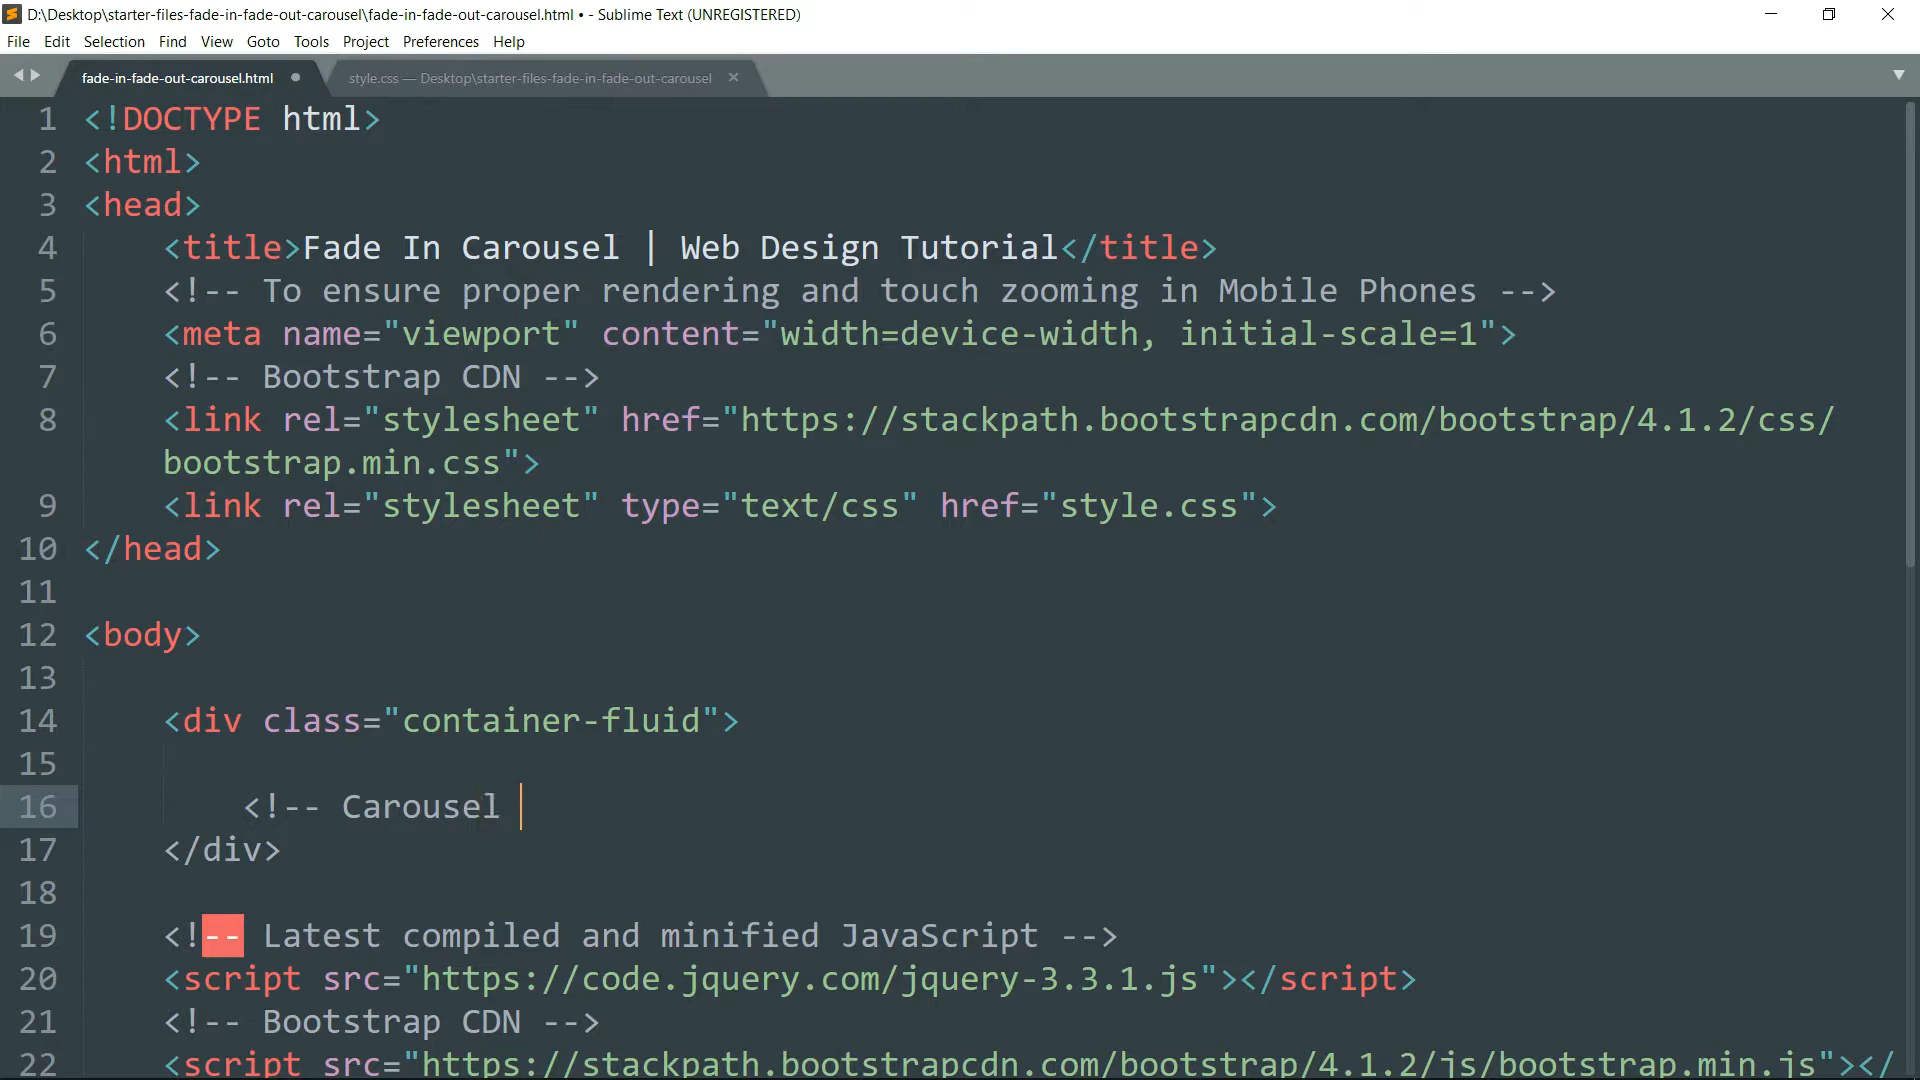 D:\Desktop\starter-files-fade-in-fade-out-carousel\fade-in-fade-out-carousel.html • - Sublime Text (UNREGISTERED)
File Edit Selection Find View Goto Tools Project Preferences Help
fade-in-fade-out-carousel.html style.css — Desktop\starter-files-fade-in-fade-out-carousel
1 <!DOCTYPE html>
2 <html>
3 <head>
4 <title>Fade In Carousel | Web Design Tutorial</title>
5 <!-- To ensure proper rendering and touch zooming in Mobile Phones -->
6 <meta name="viewport" content="width=device-width, initial-scale=1">
7 <!-- Bootstrap CDN -->
8 <link rel="stylesheet" href="https://stackpath.bootstrapcdn.com/bootstrap/4.1.2/css/
bootstrap.min.css">
9 <link rel="stylesheet" type="text/css" href="style.css">
10 </head>
11
12 <body>
13
14 <div class="container-fluid">
15
16 <!-- Carousel
17 </div>
18
19 <!-- Latest compiled and minified JavaScript -->
20 <script src="https://code.jquery.com/jquery-3.3.1.js"></script>
21 <!-- Bootstrap CDN -->
22 <script src="https://stackpath.bootstrapcdn.com/bootstrap/4.1.2/js/bootstrap.min.js"></